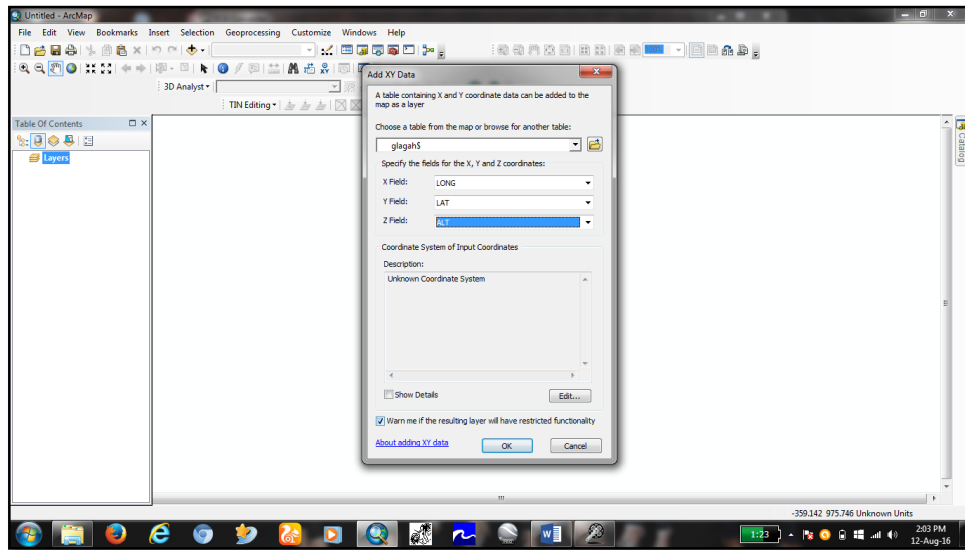 Untitled - ArcMap
File Edit View Bookmarks Insert Selection Geoprocessing Customize Windows Help
3D Analyst
TIN Editing
Table Of Contents
Layers
Catalog
Add XY Data
A table containing X and Y coordinate data can be added to the
map as a layer
Choose a table from the map or browse for another table:
glagah$
Specify the fields for the X, Y and Z coordinates:
X Field: LONG
Y Field: LAT
Z Field: ALT
Coordinate System of Input Coordinates
Description:
Unknown Coordinate System
Show Details
Edit...
Warn me if the resulting layer will have restricted functionality
About adding XY data
OK
Cancel
-359.142 975.746 Unknown Units
1:23
2:03 PM
12-Aug-16